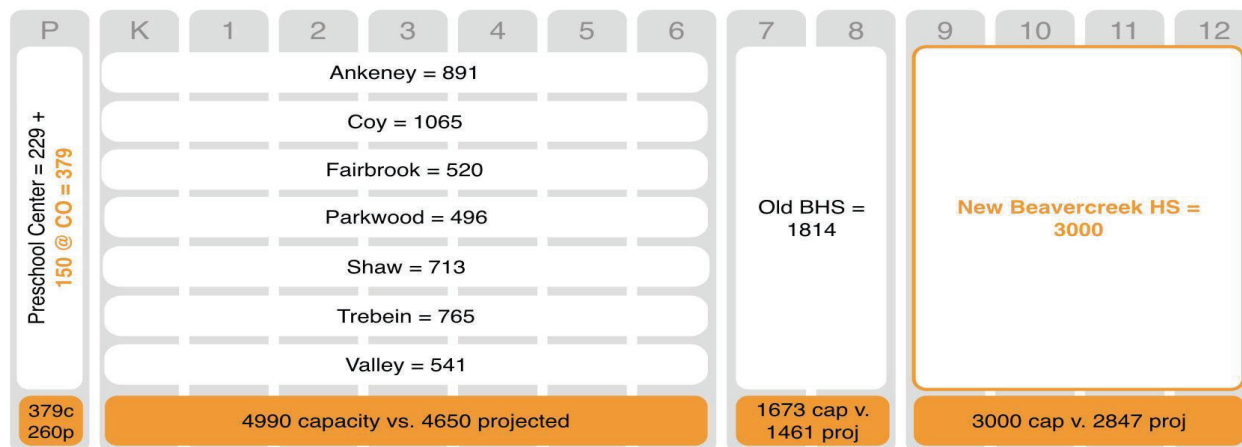 P K 1 2 3 4 5 6 7 8 9 10 11 12
Preschool Center = 229 +
150 @ CO = 379
Ankeney = 891
Coy = 1065
Fairbrook = 520
Parkwood = 496
Shaw = 713
Trebein = 765
Valley = 541
Old BHS =
1814
New Beavercreek HS =
3000
379c
260p
4990 capacity vs. 4650 projected
1673 cap v.
1461 proj
3000 cap v. 2847 proj